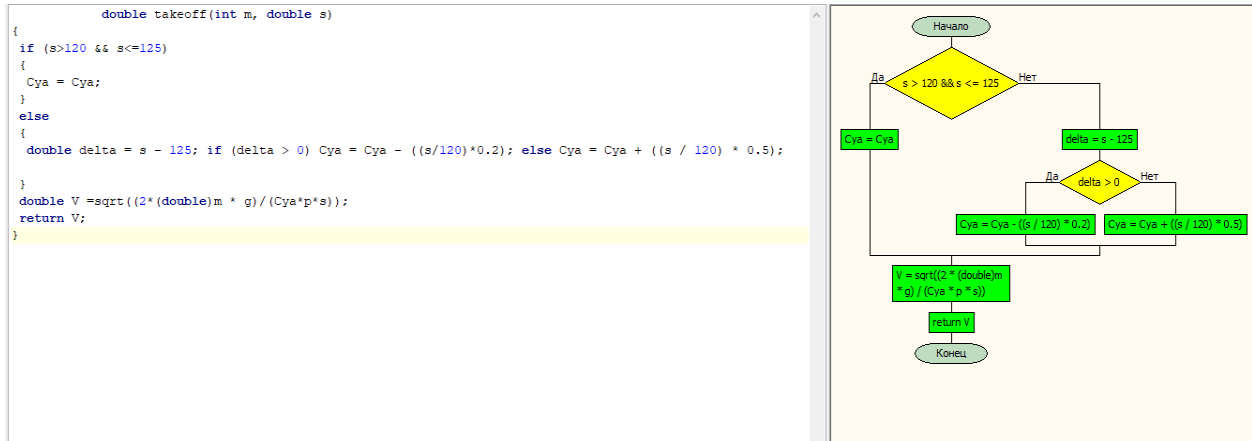 double takeoff(int m, double s)
{
if (s>120 && s<=125)
{
Cya = Cya;
}
else
{
double delta = s - 125; if (delta > 0) Cya = Cya - ((s/120)*0.2); else Cya = Cya + ((s / 120) * 0.5);
}
double V =sqrt((2*(double)m * g)/(Cya*p*s));
return V;
}
Начало
Да
s > 120 && s <= 125
Нет
Cya = Cya
delta = s - 125
Да
delta > 0
Нет
Cya = Cya - ((s / 120) * 0.2)
Cya = Cya + ((s / 120) * 0.5)
V = sqrt((2 * (double)m
* g) / (Cya * p * s))
return V
Конец